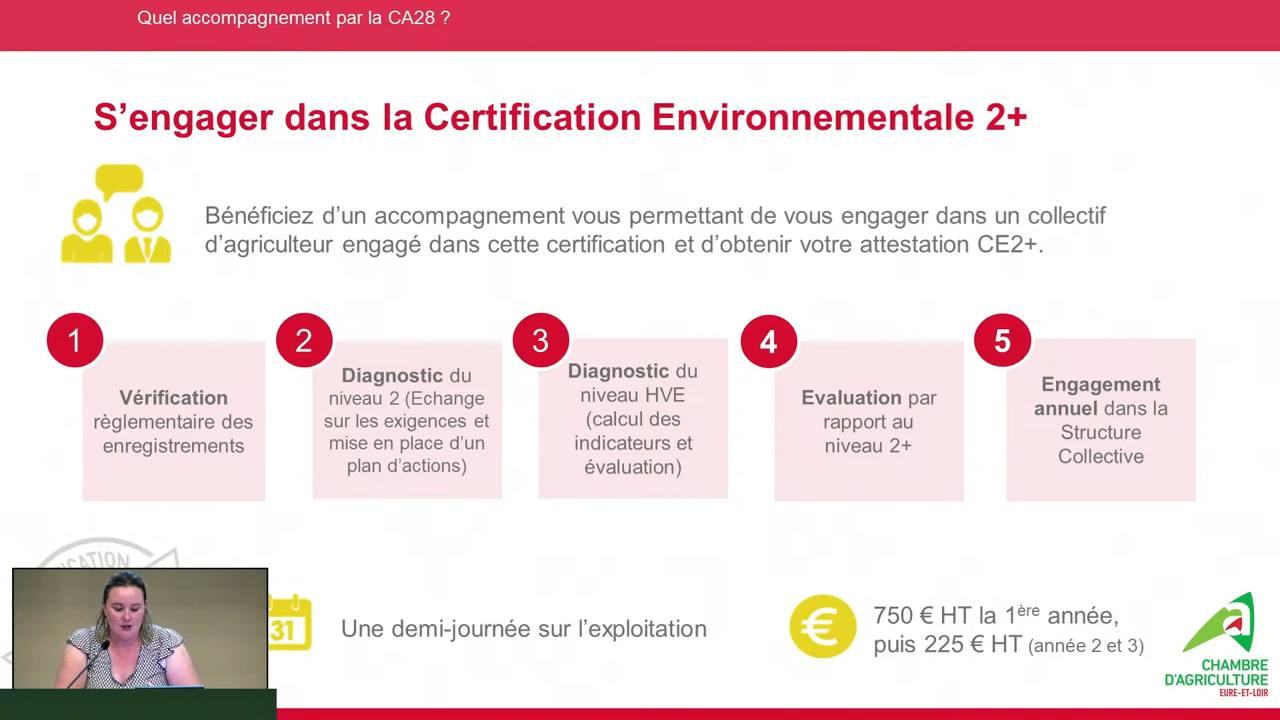 Quel accompagnement par la CA28 ?
S’engager dans la Certification Environnementale 2+
Bénéficiez d’un accompagnement vous permettant de vous engager dans un collectif
d’agriculteur engagé dans cette certification et d’obtenir votre attestation CE2+.
1
Vérification
règlementaire des
enregistrements
2
Diagnostic du
niveau 2 (Echange
sur les exigences et
mise en place d’un
plan d’actions)
3
Diagnostic du
niveau HVE
(calcul des
indicateurs et
évaluation)
4
Evaluation par
rapport au
niveau 2+
5
Engagement
annuel dans la
Structure
Collective
31
Une demi-journée sur l’exploitation
€
750 € HT la 1ère année,
puis 225 € HT (année 2 et 3)
a
CHAMBRE
D’AGRICULTURE
EURE-ET-LOIR